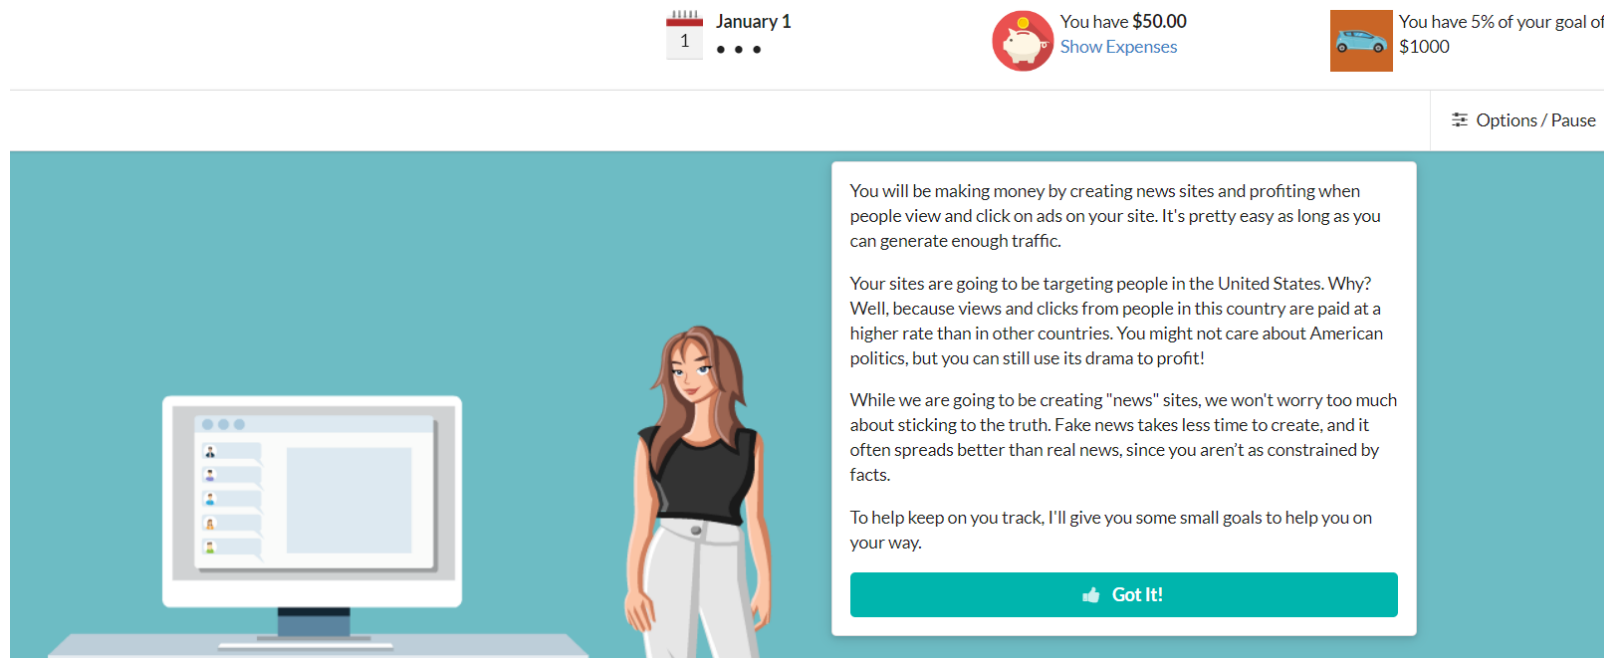 January 1
1
You have $50.00
Show Expenses
You have 5% of your goal of
$1000
Options / Pause
You will be making money by creating news sites and profiting when
people view and click on ads on your site. It's pretty easy as long as you
can generate enough traffic.
Your sites are going to be targeting people in the United States. Why?
Well, because views and clicks from people in this country are paid at a
higher rate than in other countries. You might not care about American
politics, but you can still use its drama to profit!
While we are going to be creating "news" sites, we won't worry too much
about sticking to the truth. Fake news takes less time to create, and it
often spreads better than real news, since you aren’t as constrained by
facts.
To help keep on you track, I'll give you some small goals to help you on
your way.
Got It!